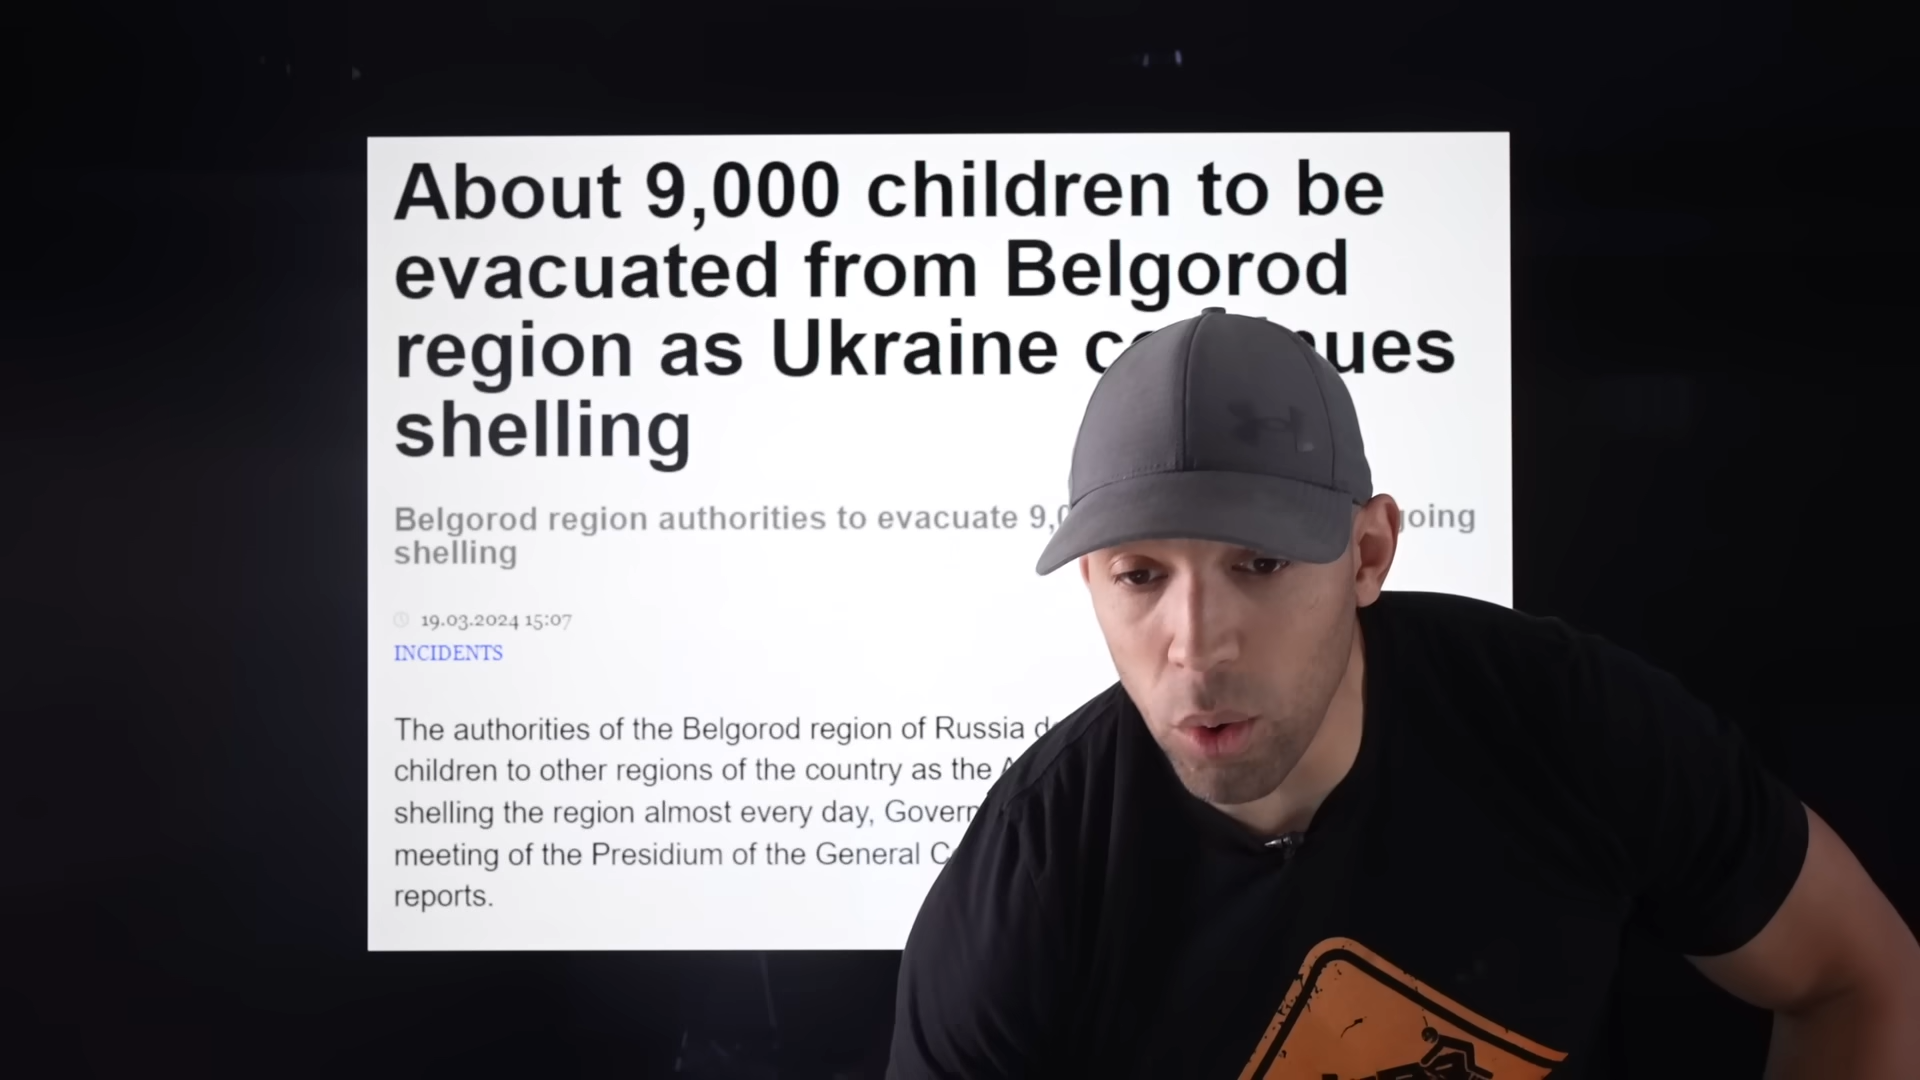 About 9,000 children to be
evacuated from Belgorod
region as Ukraine
shelling
Belgorod region authorities to evacuate
shelling
19.03.2024 15:07
INCIDENTS
The authorities of the Belgorod region of Russia
children to other regions of the country as the
shelling the region almost every day,
meeting of the Presidium of the General
reports.